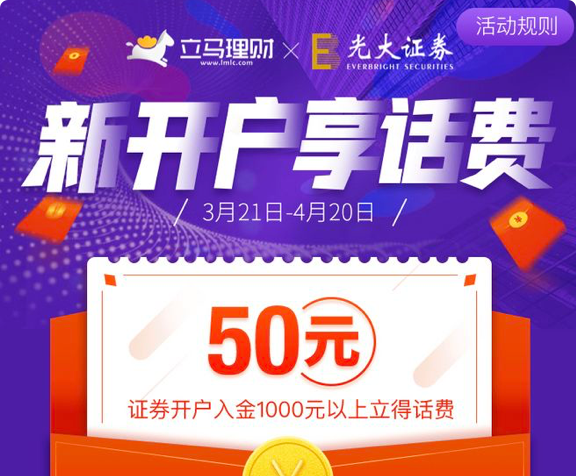 活动规则
立马理财 × 光大证券
www.lmlc.com EVERBRIGHT SECURITIES
新开户享话费
3月21日-4月20日
50元
证券开户入金1000元以上立得话费